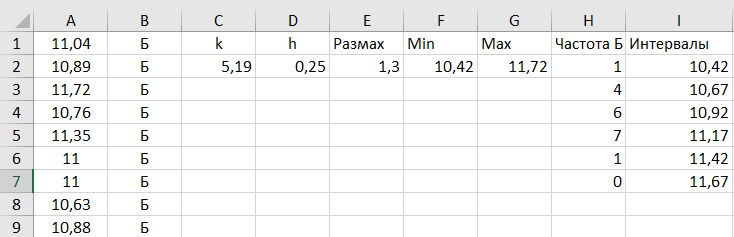 A B C D E F G H I
1 11,04 Б k h Размах Min Max Частота Б Интервалы
2 10,89 Б 5,19 0,25 1,3 10,42 11,72 1 10,42
3 11,72 Б 4 10,67
4 10,76 Б 6 10,92
5 11,35 Б 7 11,17
6 11 Б 1 11,42
7 11 Б 0 11,67
8 10,63 Б
9 10,88 Б